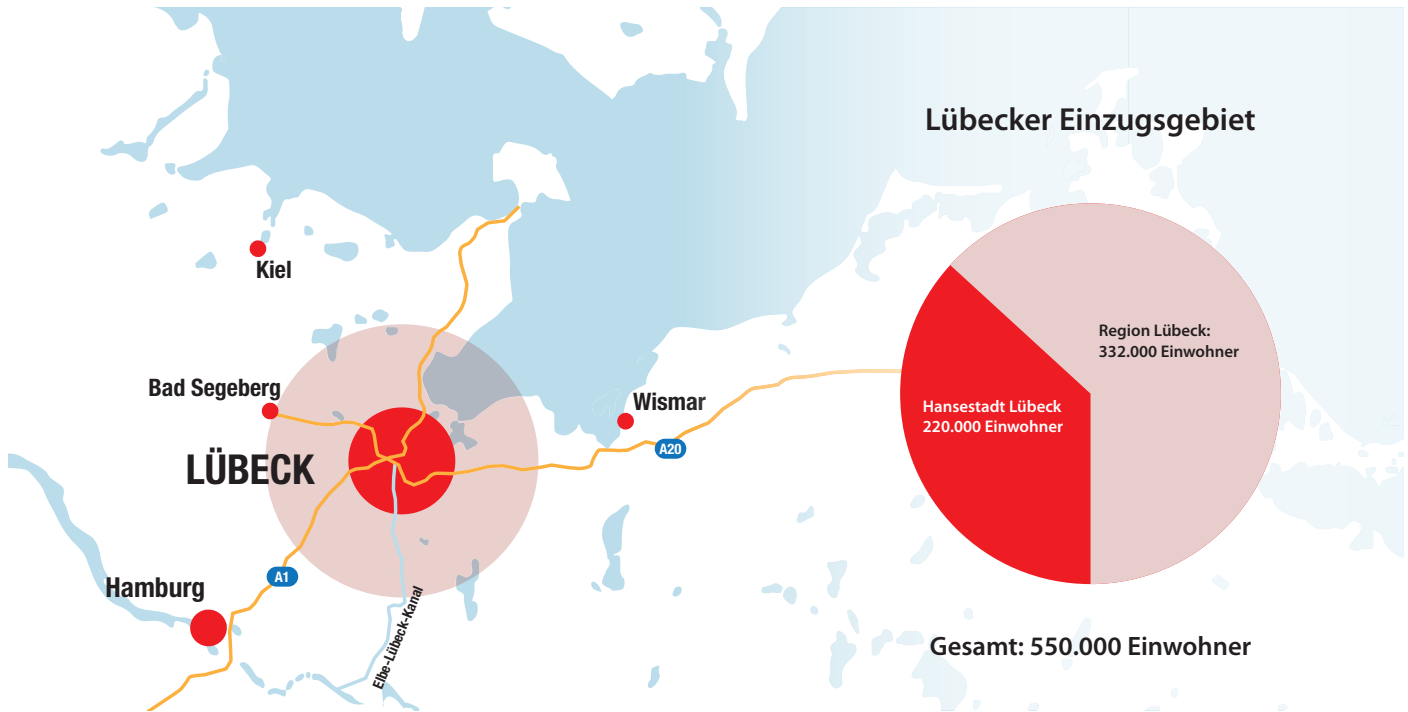 Lübecker Einzugsgebiet
Kiel
Region Lübeck:
332.000 Einwohner
Bad Segeberg
Wismar
Hansestadt Lübeck
220.000 Einwohner
A20
LÜBECK
A1
Hamburg
Elbe-Lübeck-Kanal
Gesamt: 550.000 Einwohner